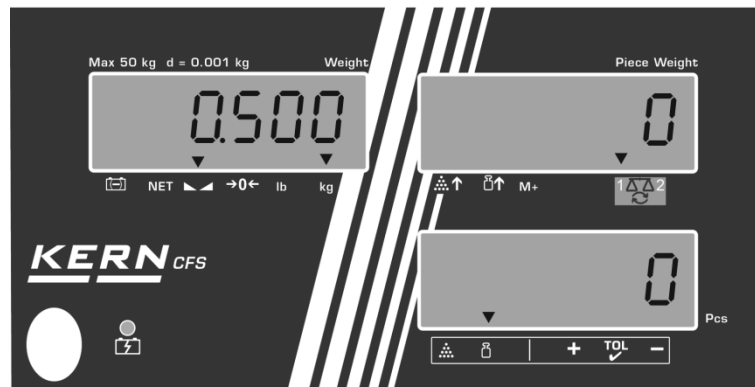 Max 50 kg d = 0.001 kg Weight
0.500
NET →0← lb kg
Piece Weight
0
M+ 1 2
KERN CFS
0
Pcs
+ TOL −